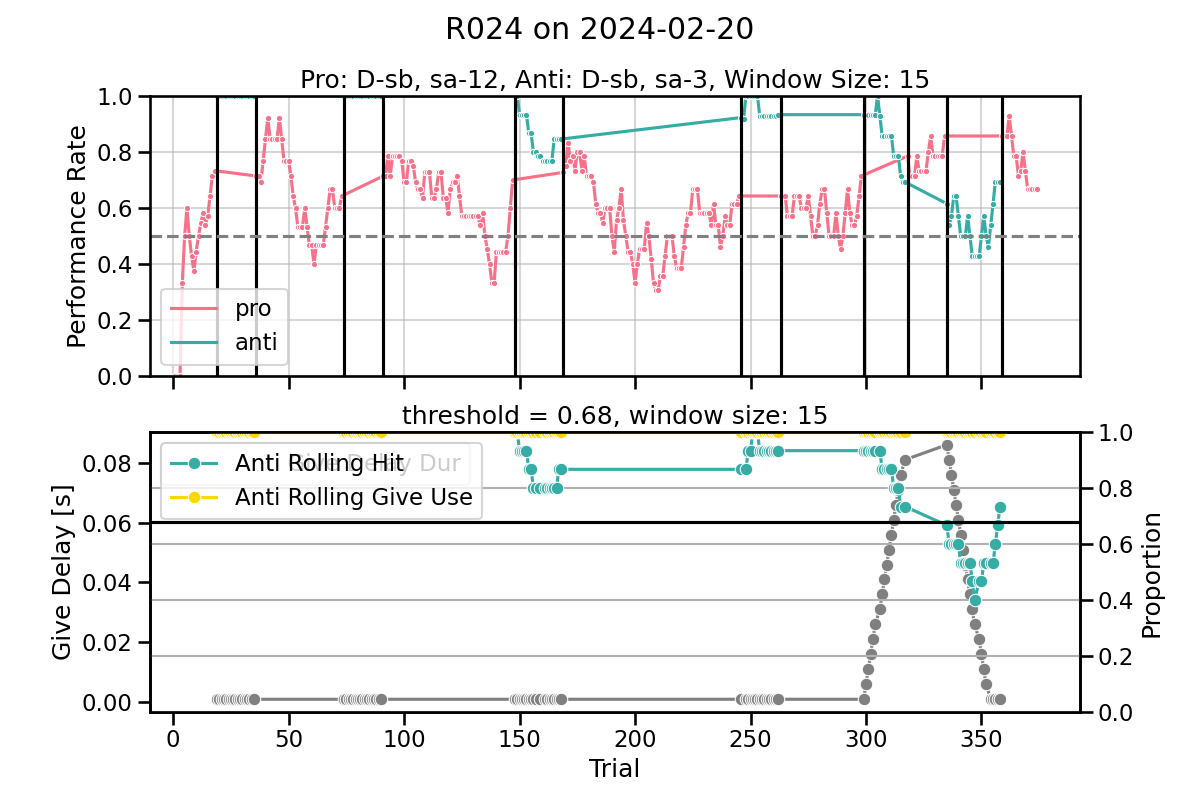 R024 on 2024-02-20
Pro: D-sb, sa-12, Anti: D-sb, sa-3, Window Size: 15
Performance Rate
1.0
0.8
0.6
0.4
0.2
0.0
pro
anti
threshold = 0.68, window size: 15
Give Delay [s]
0.08
0.06
0.04
0.02
0.00
Give Delay Dur
Anti Rolling Hit
Anti Rolling Give Use
1.0
0.8
0.6
0.4
0.2
0.0
Proportion
0 50 100 150 200 250 300 350
Trial